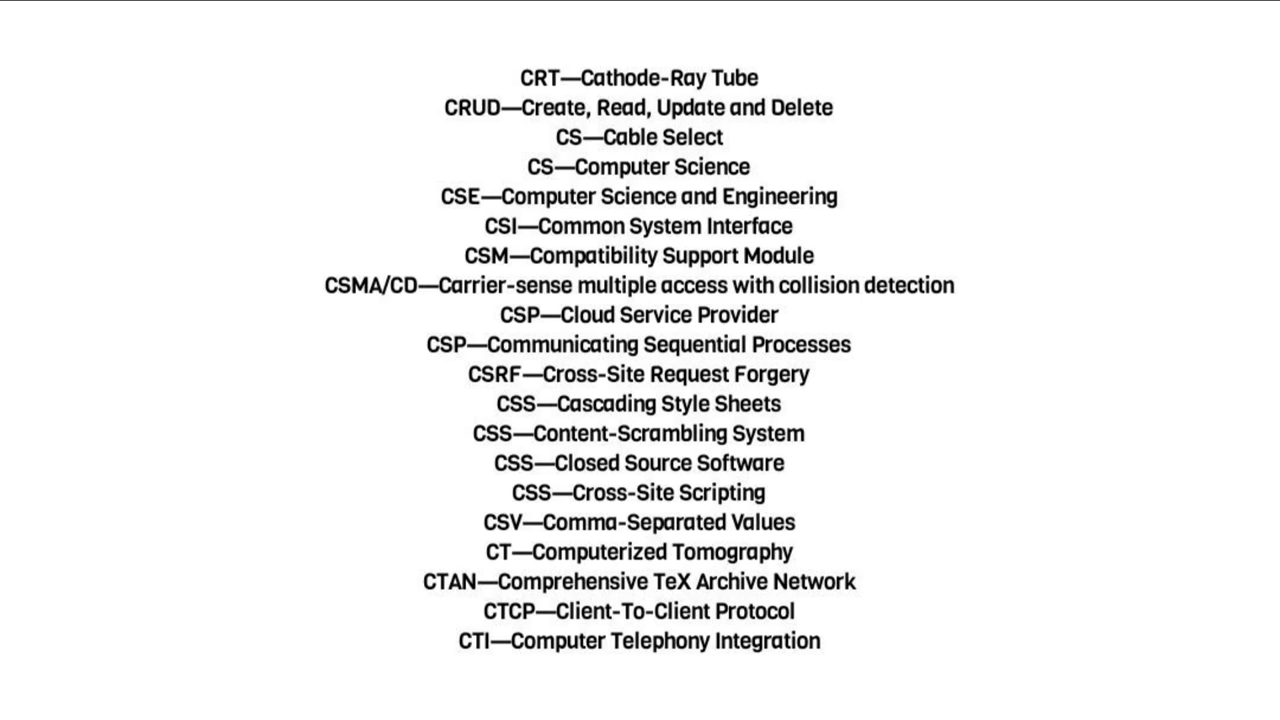 CRT—Cathode-Ray Tube
CRUD—Create, Read, Update and Delete
CS—Cable Select
CS—Computer Science
CSE—Computer Science and Engineering
CSI—Common System Interface
CSM—Compatibility Support Module
CSMA/CD—Carrier-sense multiple access with collision detection
CSP—Cloud Service Provider
CSP—Communicating Sequential Processes
CSRF—Cross-Site Request Forgery
CSS—Cascading Style Sheets
CSS—Content-Scrambling System
CSS—Closed Source Software
CSS—Cross-Site Scripting
CSV—Comma-Separated Values
CT—Computerized Tomography
CTAN—Comprehensive TeX Archive Network
CTCP—Client-To-Client Protocol
CTI—Computer Telephony Integration